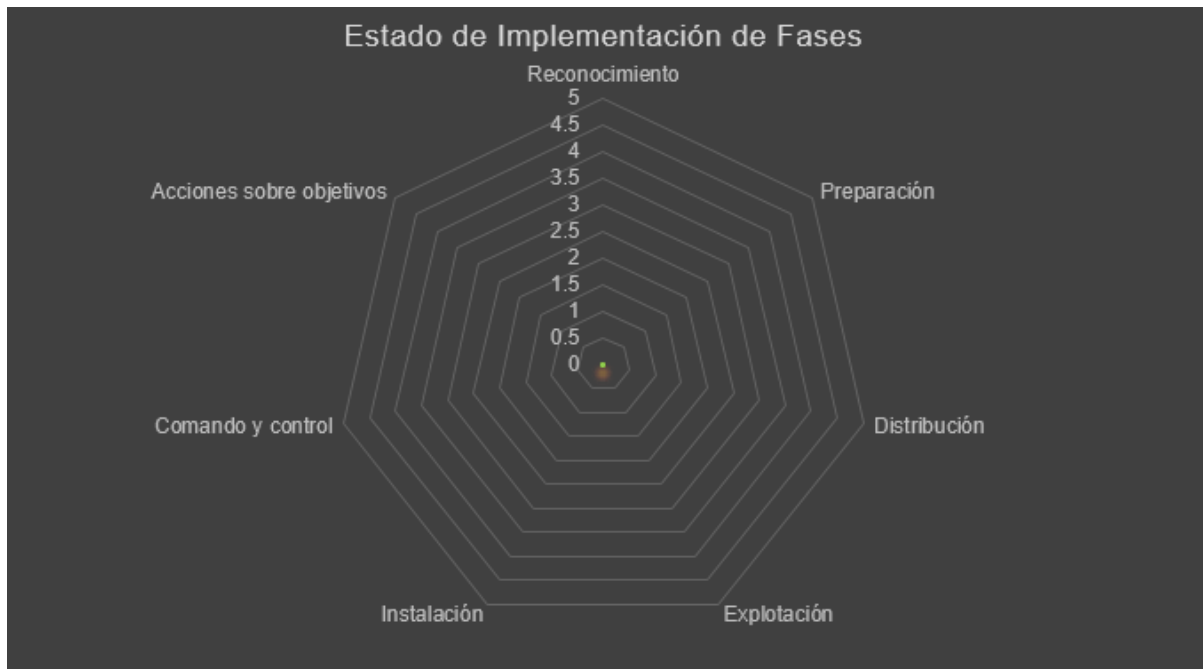 Estado de Implementación de Fases
Reconocimiento
5
4.5
4
3.5
3
2.5
2
1.5
1
0.5
0
Acciones sobre objetivos
Preparación
Comando y control
Distribución
Instalación
Explotación